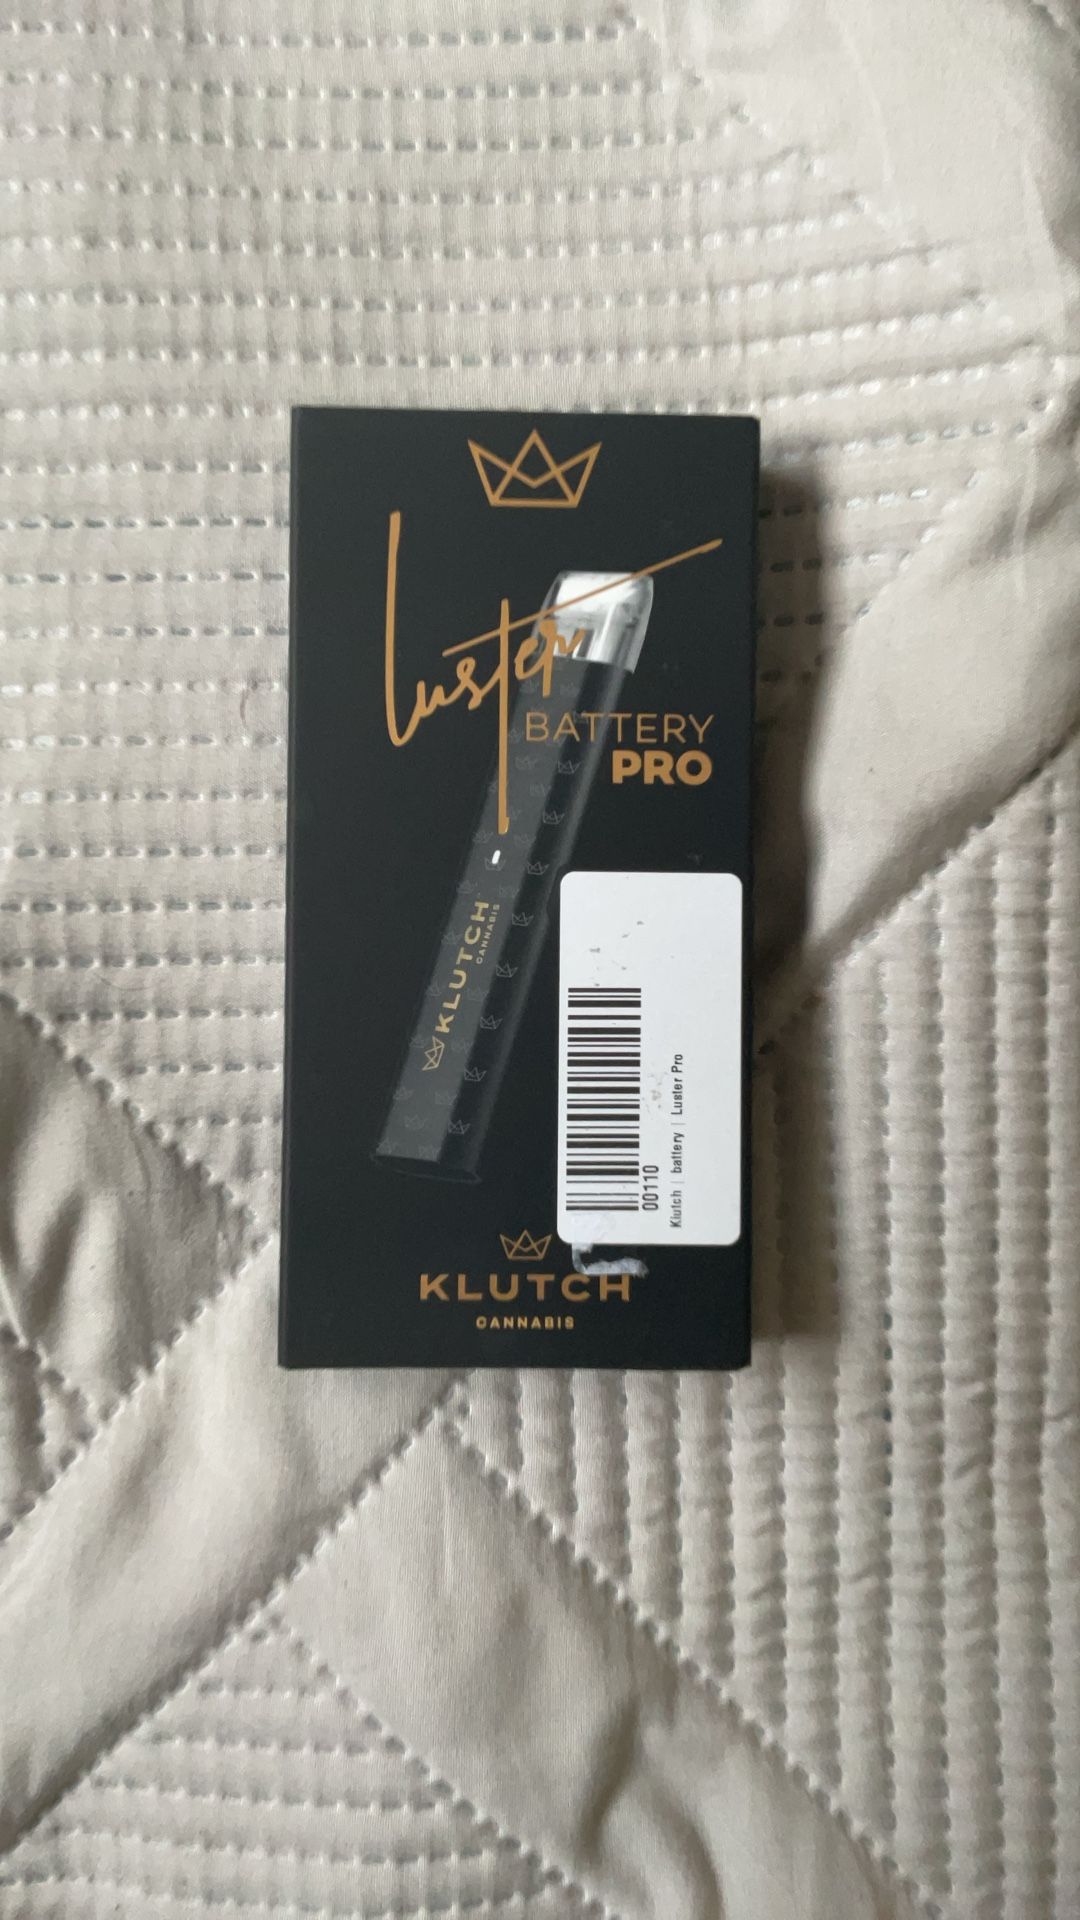 Luster
BATTERY
PRO
KLUTCH
CANNABIS
00110
Klutch | battery | Luster Pro
KLUTCH
CANNABIS